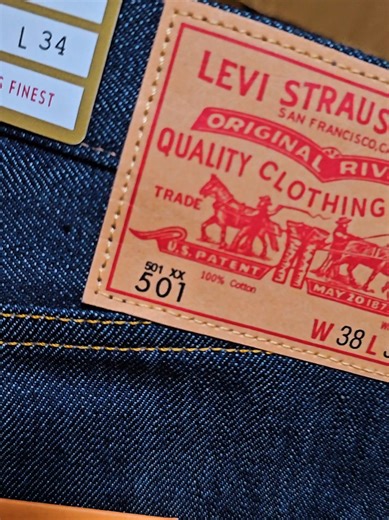 L 34
S FINEST
LEVI STRAUS
SAN FRANCISCO, CA
ORIGINAL RIV
QUALITY CLOTHING
TRADE
U.S. PATENT
MAY 20 187
501 XX
501
100% Cotton
W 38 L 3